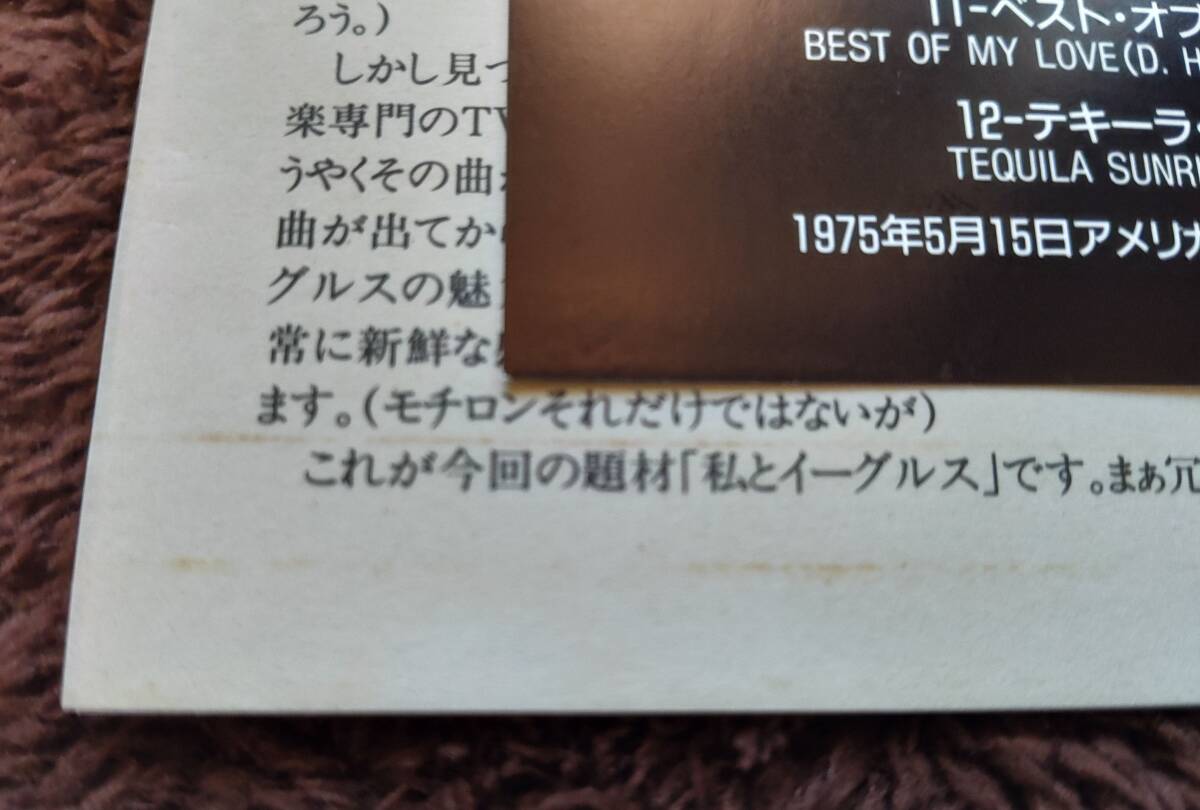 ろう。)
しかし見つ
楽専門のTV
うやくその曲
曲が出てか
グルスの魅
常に新鮮な
ます。(モチロンそれだけではないが)
これが今回の題材「私とイーグルス」です。まぁ冗
11-ベスト・オブ
BEST OF MY LOVE(D. H
12-テキーラ・
TEQUILA SUNRI
1975年5月15日アメリカ